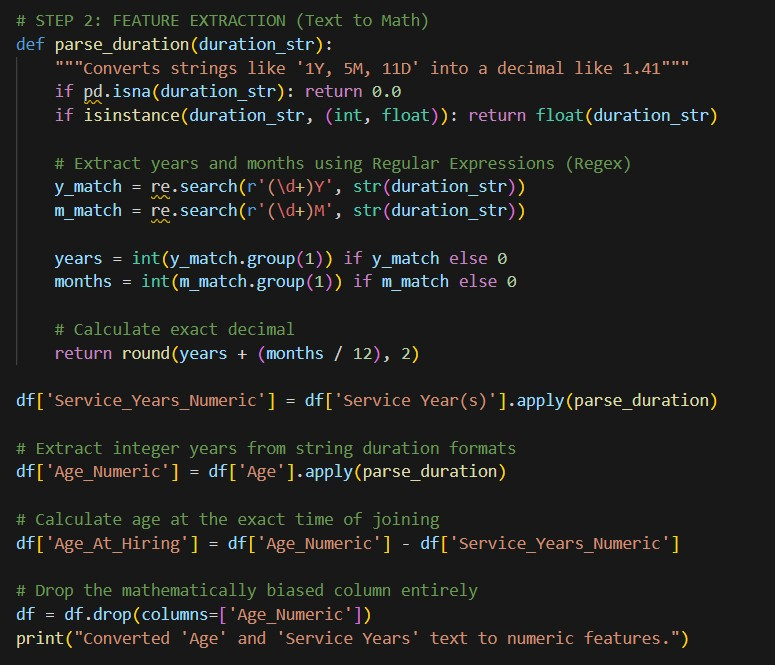 # STEP 2: FEATURE EXTRACTION (Text to Math)
def parse_duration(duration_str):
    """Converts strings like '1Y, 5M, 11D' into a decimal like 1.41"""
    if pd.isna(duration_str): return 0.0
    if isinstance(duration_str, (int, float)): return float(duration_str)

    # Extract years and months using Regular Expressions (Regex)
    y_match = re.search(r'(\d+)Y', str(duration_str))
    m_match = re.search(r'(\d+)M', str(duration_str))

    years = int(y_match.group(1)) if y_match else 0
    months = int(m_match.group(1)) if m_match else 0

    # Calculate exact decimal
    return round(years + (months / 12), 2)

df['Service_Years_Numeric'] = df['Service Year(s)'].apply(parse_duration)

# Extract integer years from string duration formats
df['Age_Numeric'] = df['Age'].apply(parse_duration)

# Calculate age at the exact time of joining
df['Age_At_Hiring'] = df['Age_Numeric'] - df['Service_Years_Numeric']

# Drop the mathematically biased column entirely
df = df.drop(columns=['Age_Numeric'])
print("Converted 'Age' and 'Service Years' text to numeric features.")